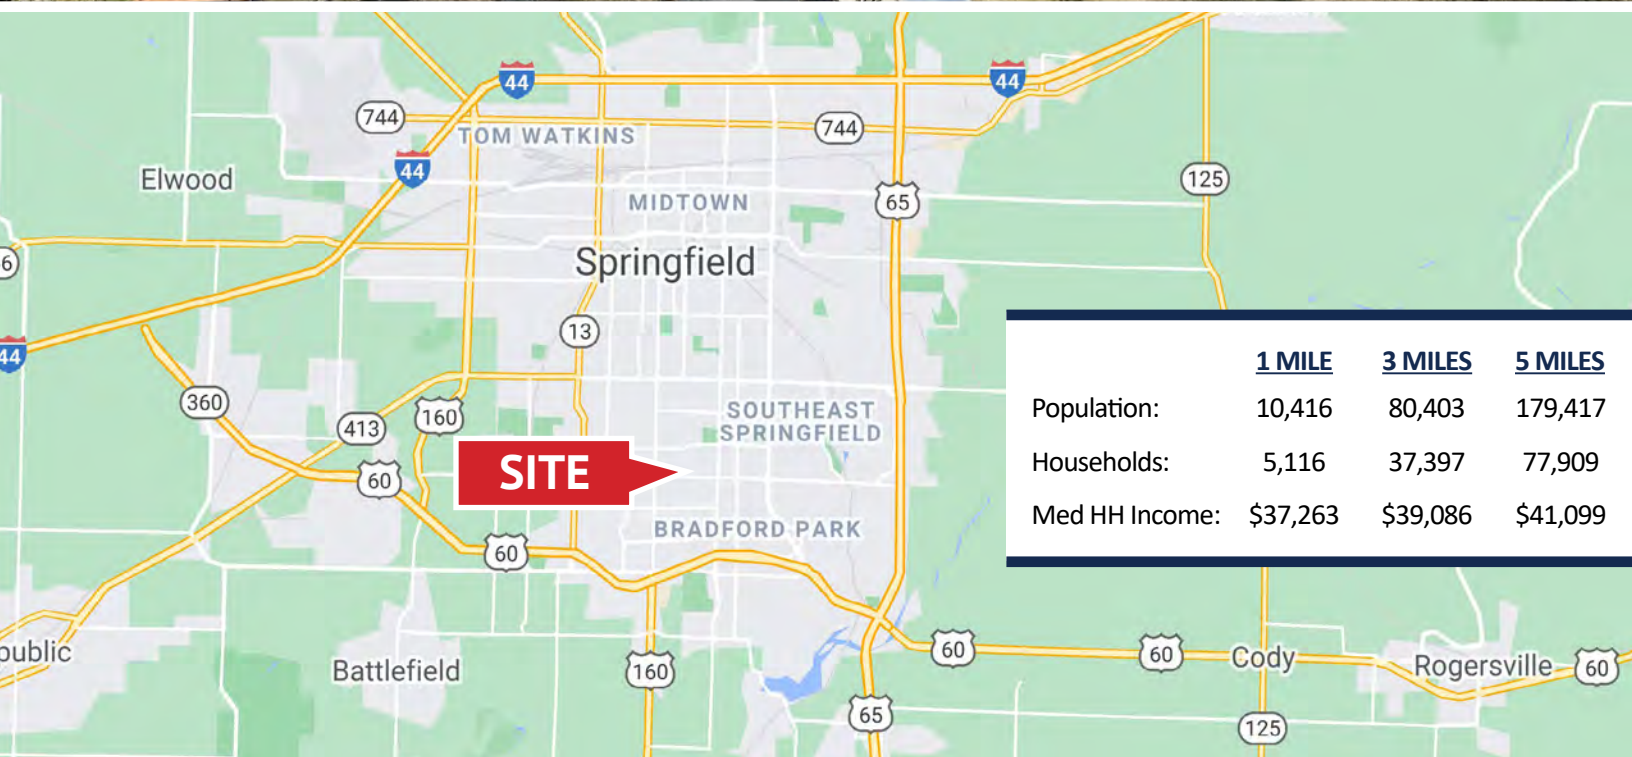 44
44
744
TOM WATKINS
744
44
Elwood
125
MIDTOWN
65
Springfield
6
13
44
360
413
160
SOUTHEAST
SPRINGFIELD
SITE
60
BRADFORD PARK
60
1 MILE 3 MILES 5 MILES
Population: 10,416 80,403 179,417
Households: 5,116 37,397 77,909
Med HH Income: $37,263 $39,086 $41,099
public
Battlefield
160
60
60
Cody
Rogersville
60
65
125